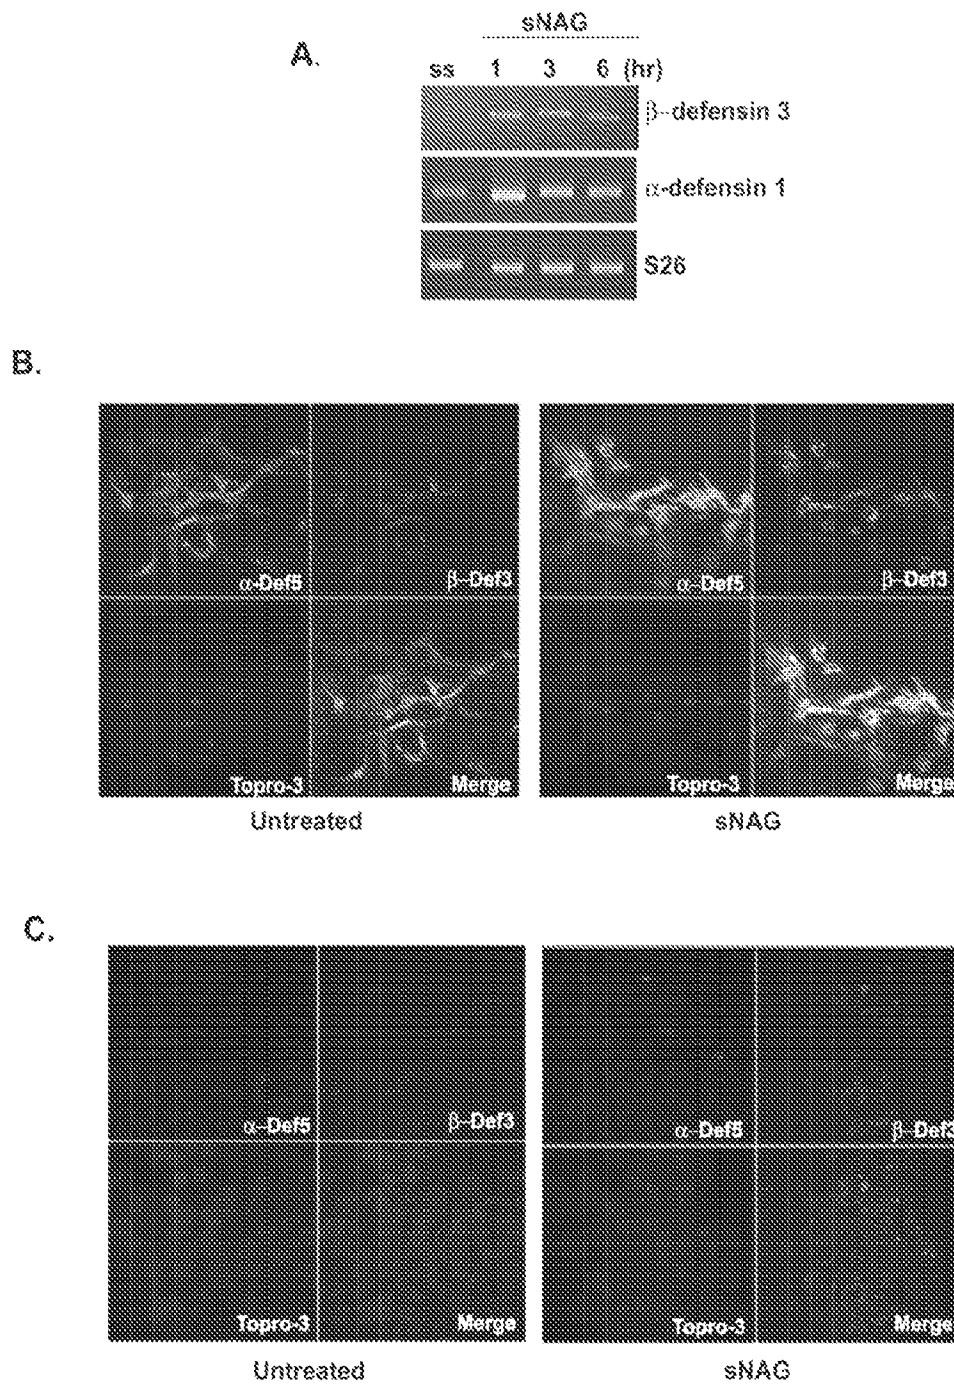 A.
sNAG
ss 1 3 6 (hr)
β-defensin 3
α-defensin 1
S26
B.
α-Def5
β-Def3
Topro-3
Merge
Untreated
α-Def5
β-Def3
Topro-3
Merge
sNAG
C.
α-Def5
β-Def3
Topro-3
Merge
Untreated
α-Def5
β-Def3
Topro-3
Merge
sNAG